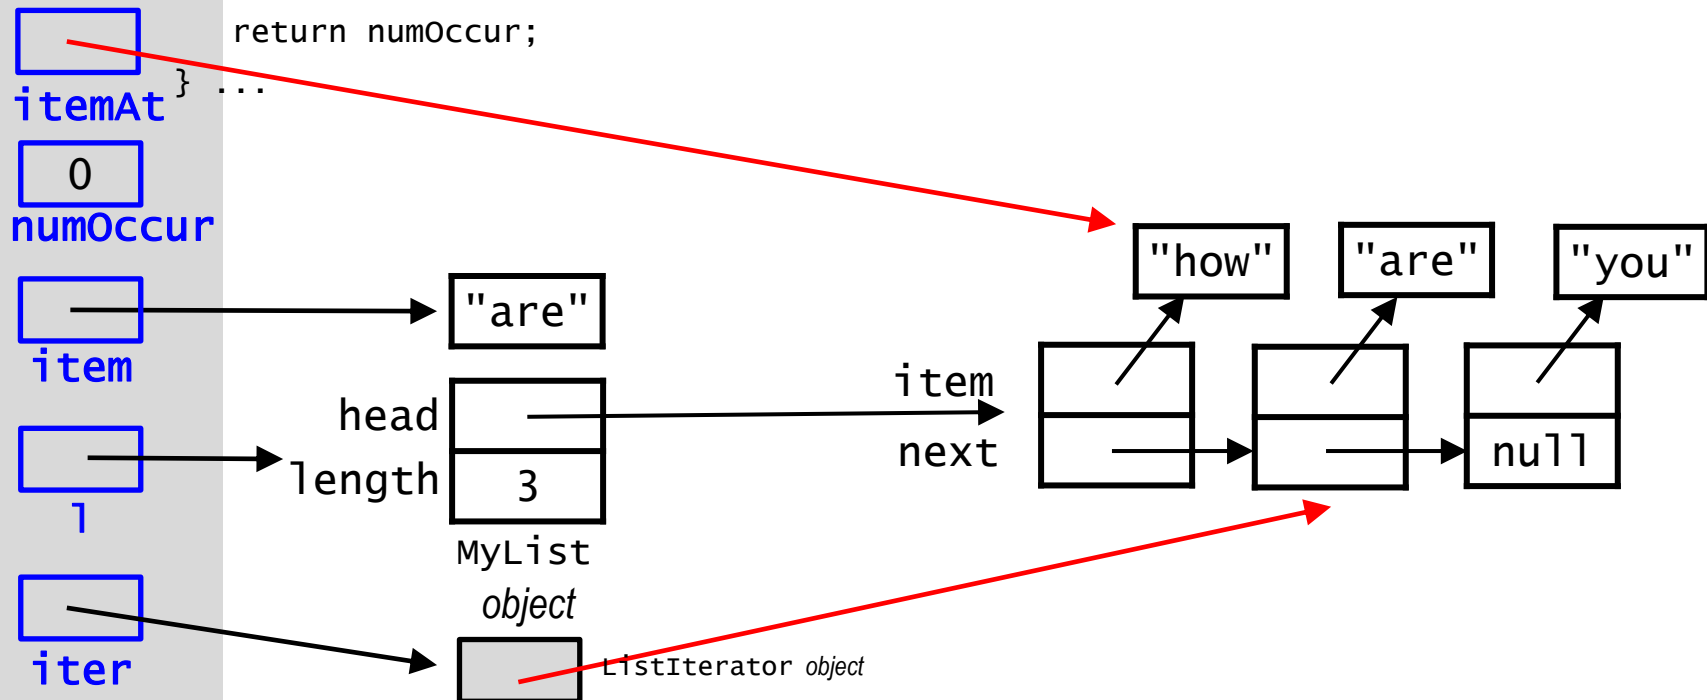 return numOccur;
} ...
itemAt
0
numOccur
"how" "are" "you"
"are"
item
item
head
next
null
length
3
l
MyList
object
iter
ListIterator object